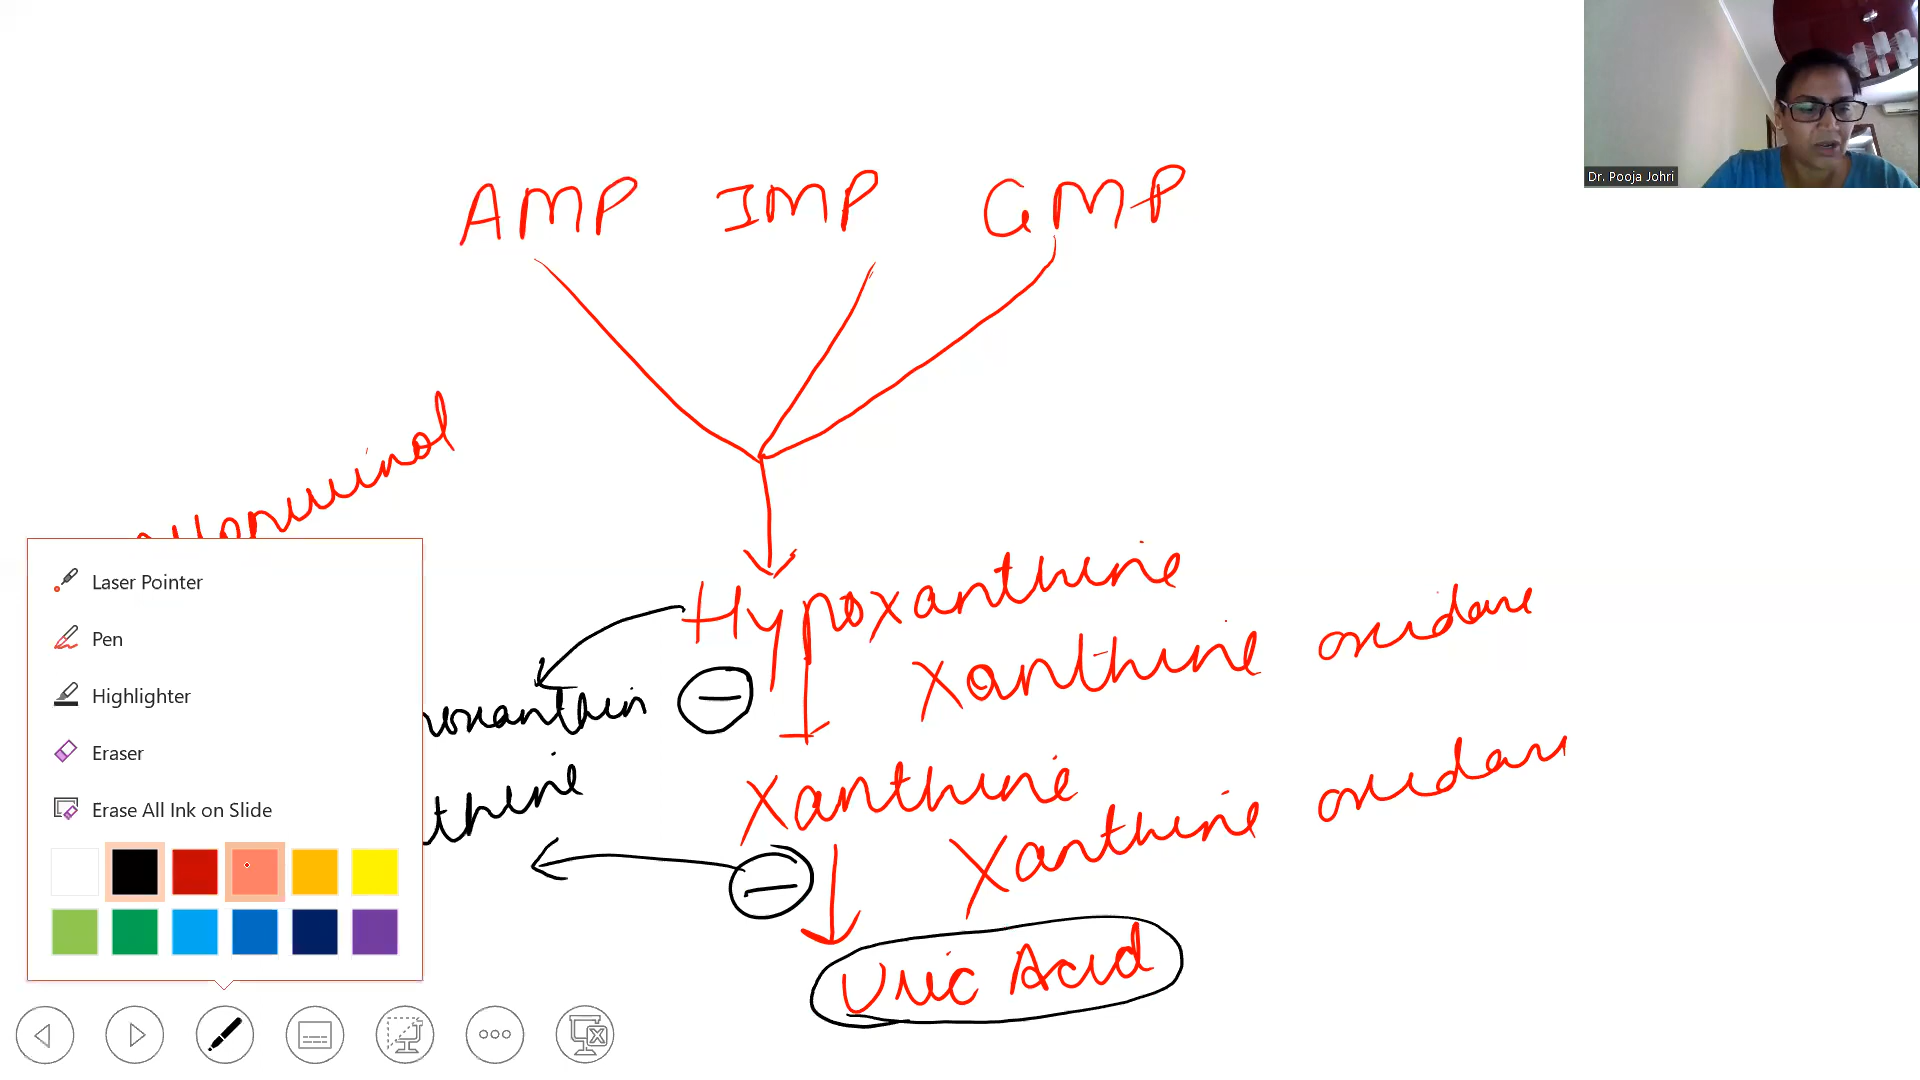 Dr. Pooja Johri
AMP IMP GMP
Hypoxanthine
Xanthine oxidase
Xanthine
Xanthine oxidase
Uric Acid
Laser Pointer
Pen
Highlighter
Eraser
Erase All Ink on Slide